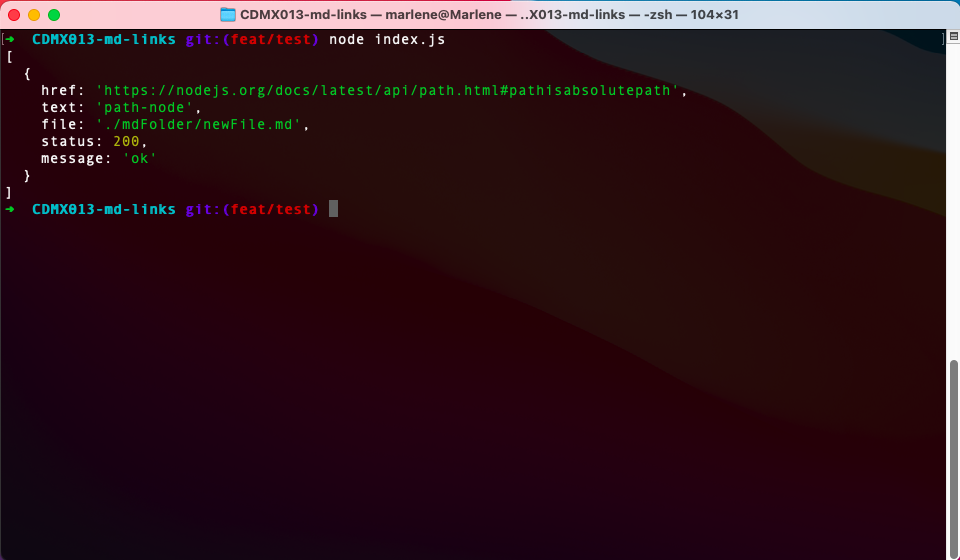 CDMX013-md-links — marlene@Marlene — ..X013-md-links — -zsh — 104×31
[➜  CDMX013-md-links git:(feat/test) node index.js ]
[
  {
    href: 'https://nodejs.org/docs/latest/api/path.html#pathisabsolutepath',
    text: 'path-node',
    file: './mdFolder/newFile.md',
    status: 200,
    message: 'ok'
  }
]
➜  CDMX013-md-links git:(feat/test)